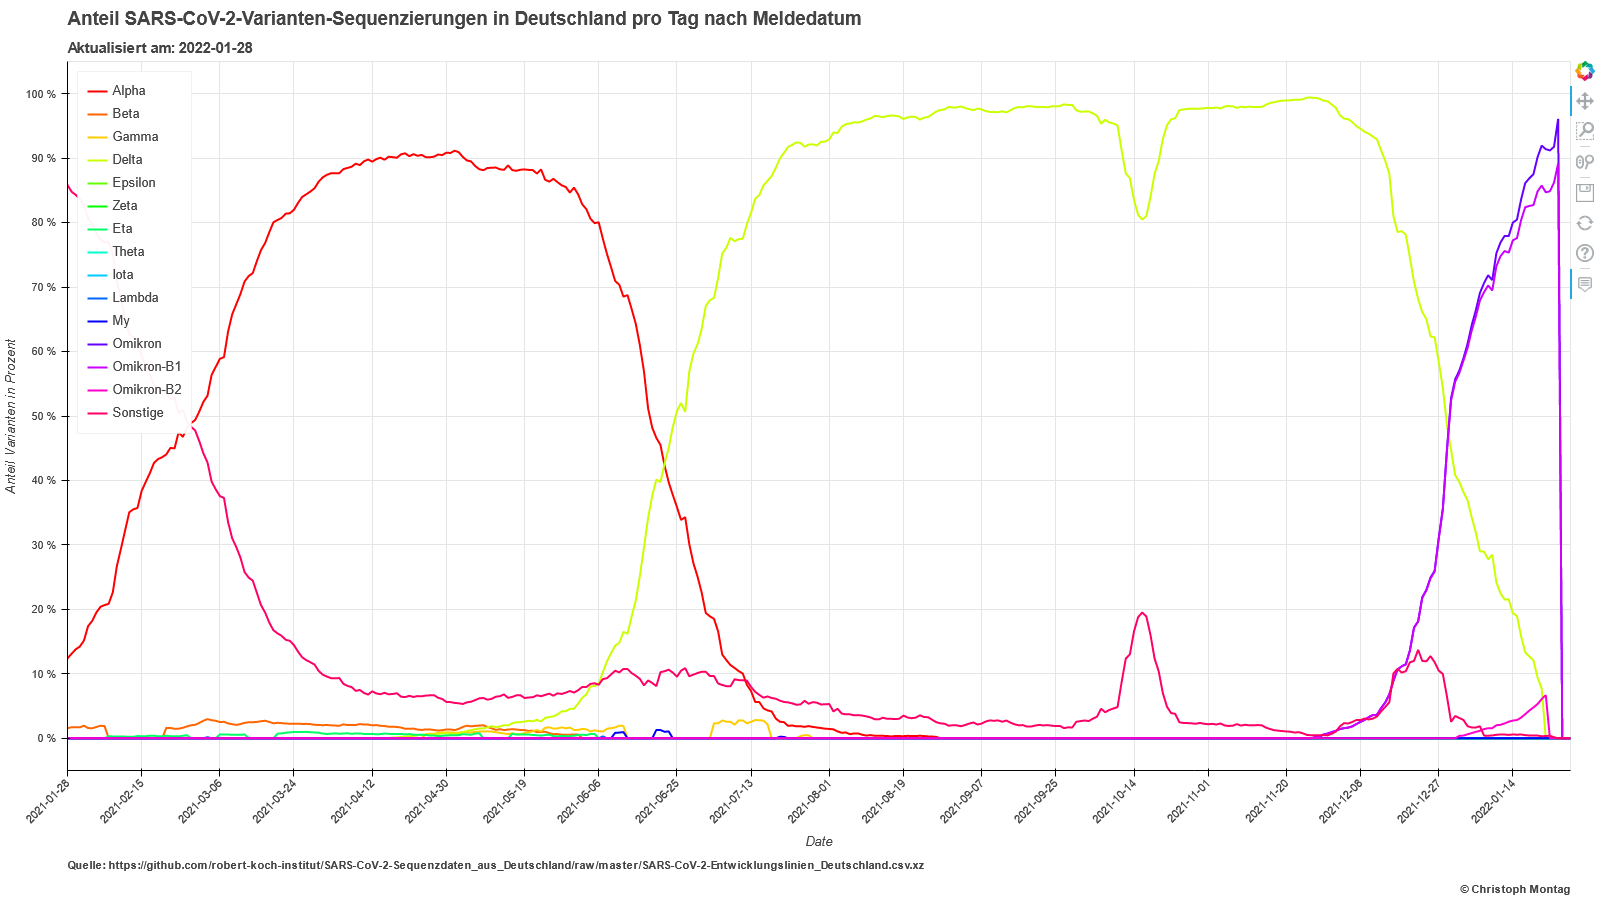 Anteil SARS-CoV-2-Varianten-Sequenzierungen in Deutschland pro Tag nach Meldedatum
Aktualisiert am: 2022-01-28
Alpha
Beta
Gamma
Delta
Epsilon
Zeta
Eta
Theta
Iota
Lambda
My
Omikron
Omikron-B1
Omikron-B2
Sonstige
100 %
90 %
80 %
70 %
60 %
50 %
40 %
30 %
20 %
10 %
0 %
Anteil Varianten in Prozent
2021-01-28
2021-02-15
2021-03-06
2021-03-24
2021-04-12
2021-04-30
2021-05-19
2021-06-06
2021-06-25
2021-07-13
2021-08-01
2021-08-19
2021-09-07
2021-09-25
2021-10-14
2021-11-01
2021-11-20
2021-12-08
2021-12-27
2022-01-14
Date
Quelle: https://github.com/robert-koch-institut/SARS-CoV-2-Sequenzdaten_aus_Deutschland/raw/master/SARS-CoV-2-Entwicklungslinien_Deutschland.csv.xz
© Christoph Montag